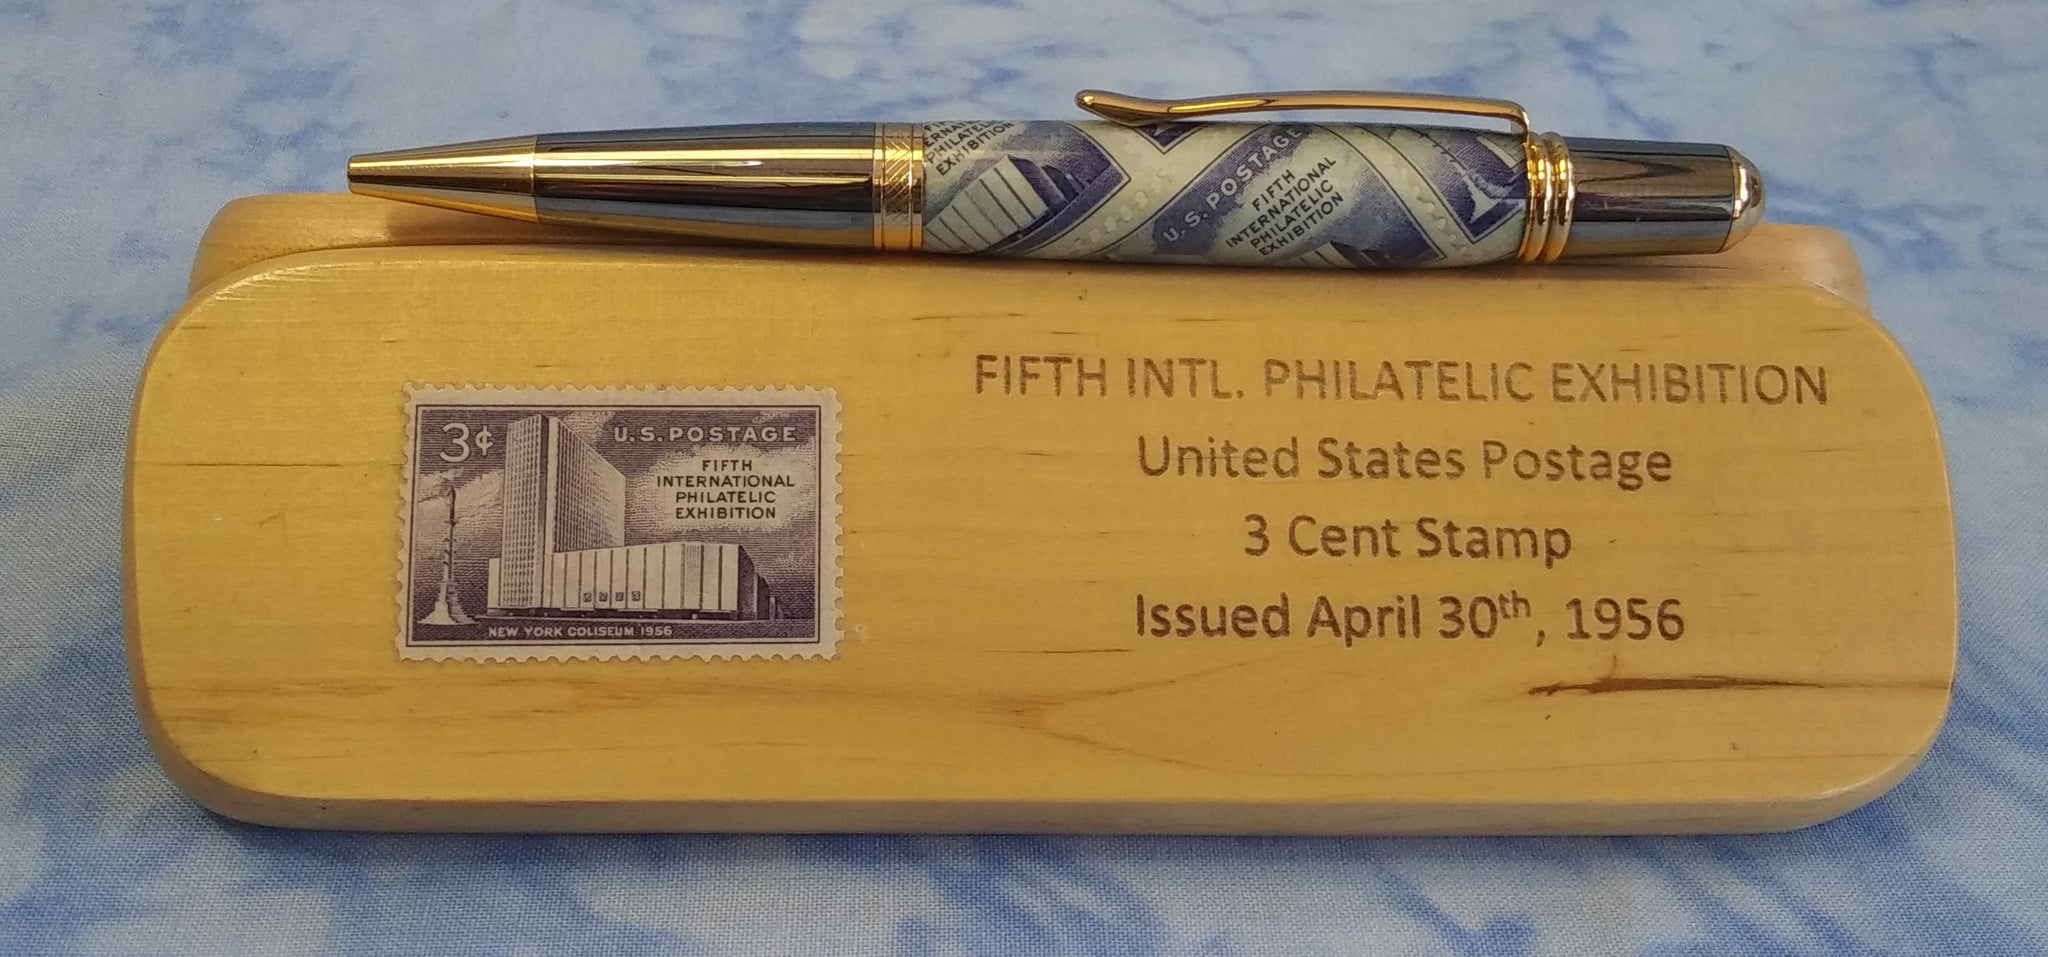 FIFTH
INTERNATIONAL
PHILATELIC
EXHIBITION
U.S. POSTAGE
FIFTH
INTERNATIONAL
PHILATELIC
EXHIBITION
3¢
U.S. POSTAGE
FIFTH
INTERNATIONAL
PHILATELIC
EXHIBITION
NEW YORK COLISEUM 1956
FIFTH INTL. PHILATELIC EXHIBITION
United States Postage
3 Cent Stamp
Issued April 30th, 1956